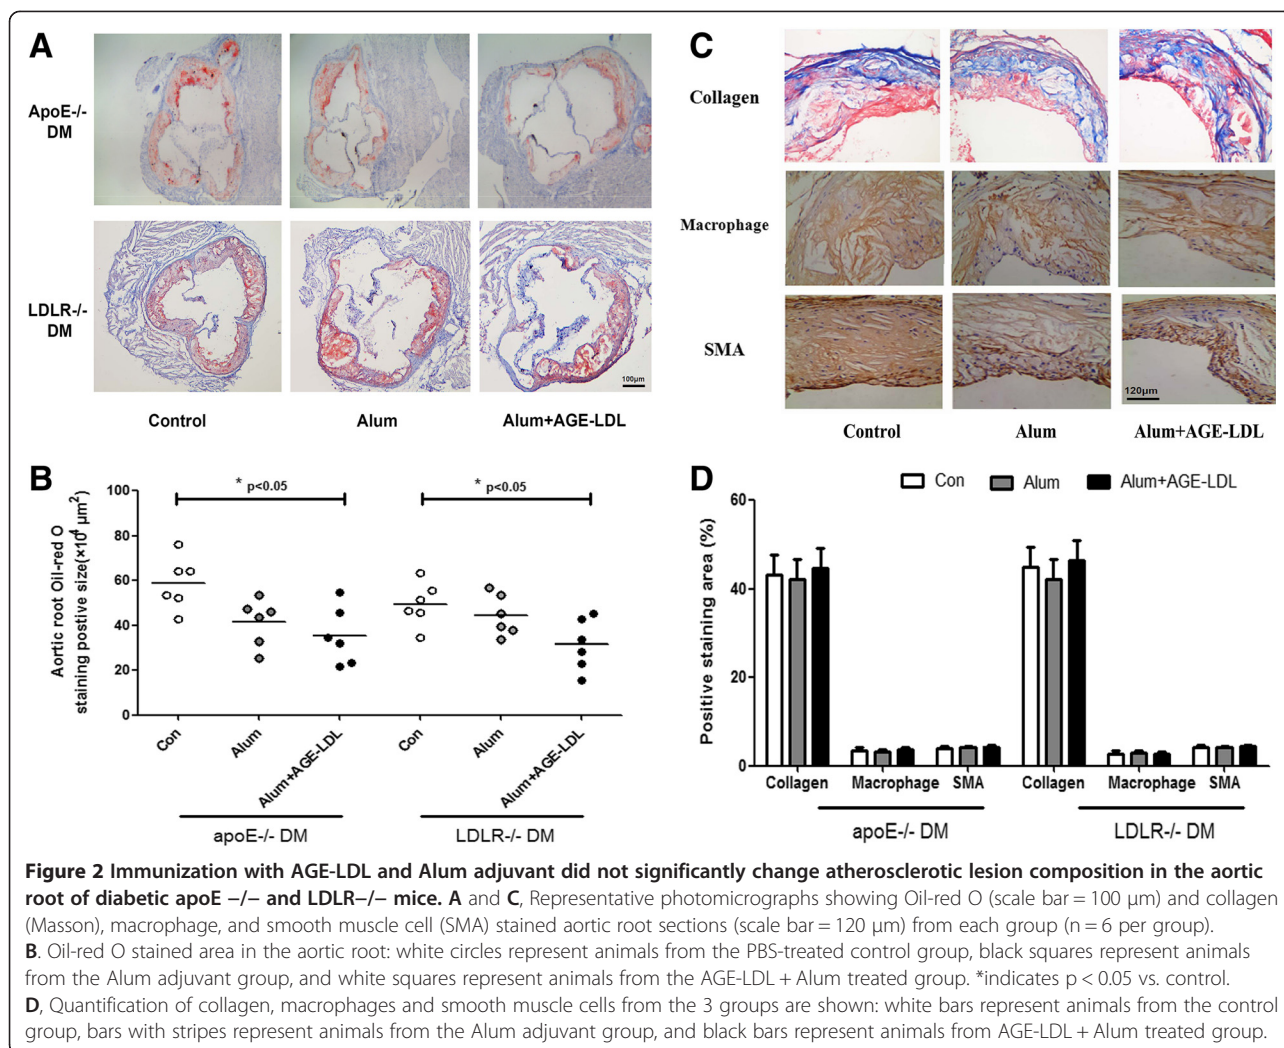 A
ApoE-/-
DM
LDLR-/-
DM
100µm
Control Alum Alum+AGE-LDL
C
Collagen
Macrophage
SMA
120µm
Control Alum Alum+AGE-LDL
B
* p<0.05 * p<0.05
Aortic root Oil-red O
staining postive size(×10⁴ µm²)
100
80
60
40
20
0
Con Alum Alum+AGE-LDL Con Alum Alum+AGE-LDL
apoE-/- DM LDLR-/- DM
D
Con Alum Alum+AGE-LDL
Positive staining area (%)
60
40
20
0
Collagen Macrophage SMA Collagen Macrophage SMA
apoE-/- DM LDLR-/- DM
Figure 2 Immunization with AGE-LDL and Alum adjuvant did not significantly change atherosclerotic lesion composition in the aortic
root of diabetic apoE −/− and LDLR−/− mice. A and C, Representative photomicrographs showing Oil-red O (scale bar = 100 μm) and collagen
(Masson), macrophage, and smooth muscle cell (SMA) stained aortic root sections (scale bar = 120 μm) from each group (n = 6 per group).
B. Oil-red O stained area in the aortic root: white circles represent animals from the PBS-treated control group, black squares represent animals
from the Alum adjuvant group, and white squares represent animals from the AGE-LDL + Alum treated group. *indicates p < 0.05 vs. control.
D, Quantification of collagen, macrophages and smooth muscle cells from the 3 groups are shown: white bars represent animals from the control
group, bars with stripes represent animals from the Alum adjuvant group, and black bars represent animals from AGE-LDL + Alum treated group.